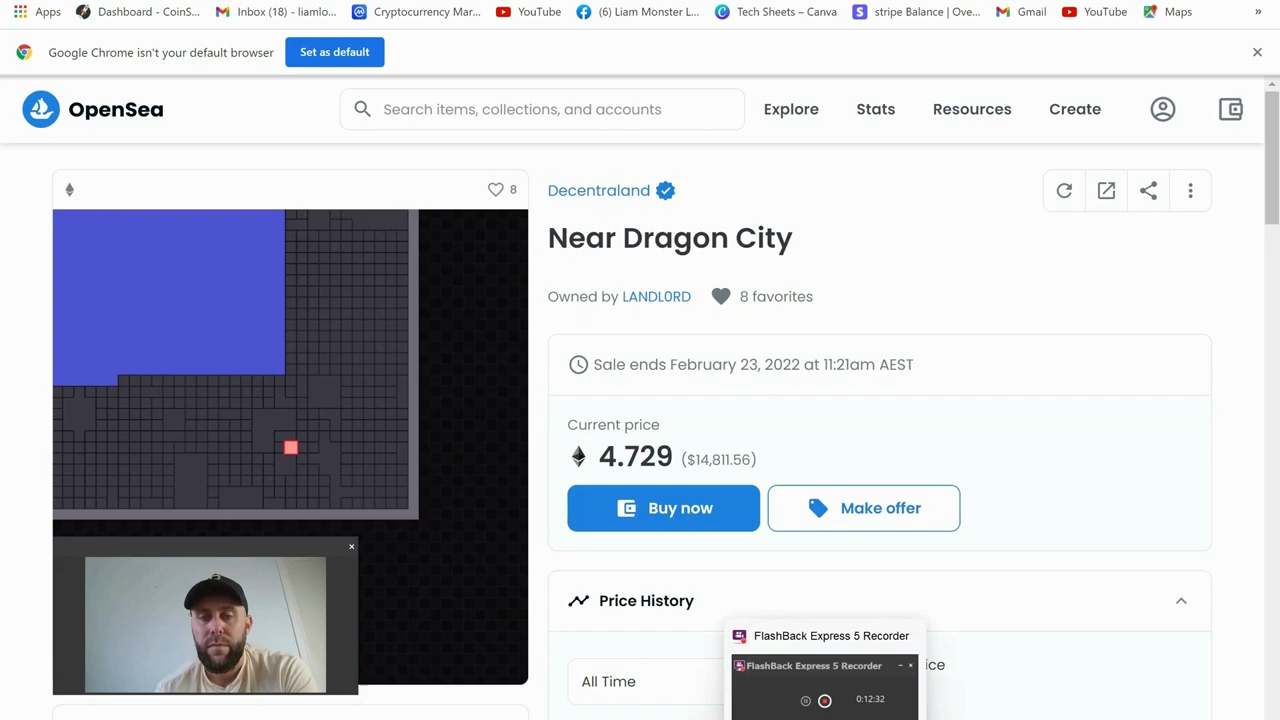 Apps Dashboard - CoinS... Inbox (18) - liamlo... Cryptocurrency Mar... YouTube (6) Liam Monster L... Tech Sheets – Canva stripe Balance | Ove... Gmail YouTube Maps »
Google Chrome isn't your default browser Set as default
OpenSea Search items, collections, and accounts Explore Stats Resources Create
8
Decentraland
Near Dragon City
Owned by LANDL0RD 8 favorites
Sale ends February 23, 2022 at 11:21am AEST
Current price
4.729 ($14,811.56)
Buy now Make offer
Price History
FlashBack Express 5 Recorder
FlashBack Express 5 Recorder
ice
All Time
0:12:32